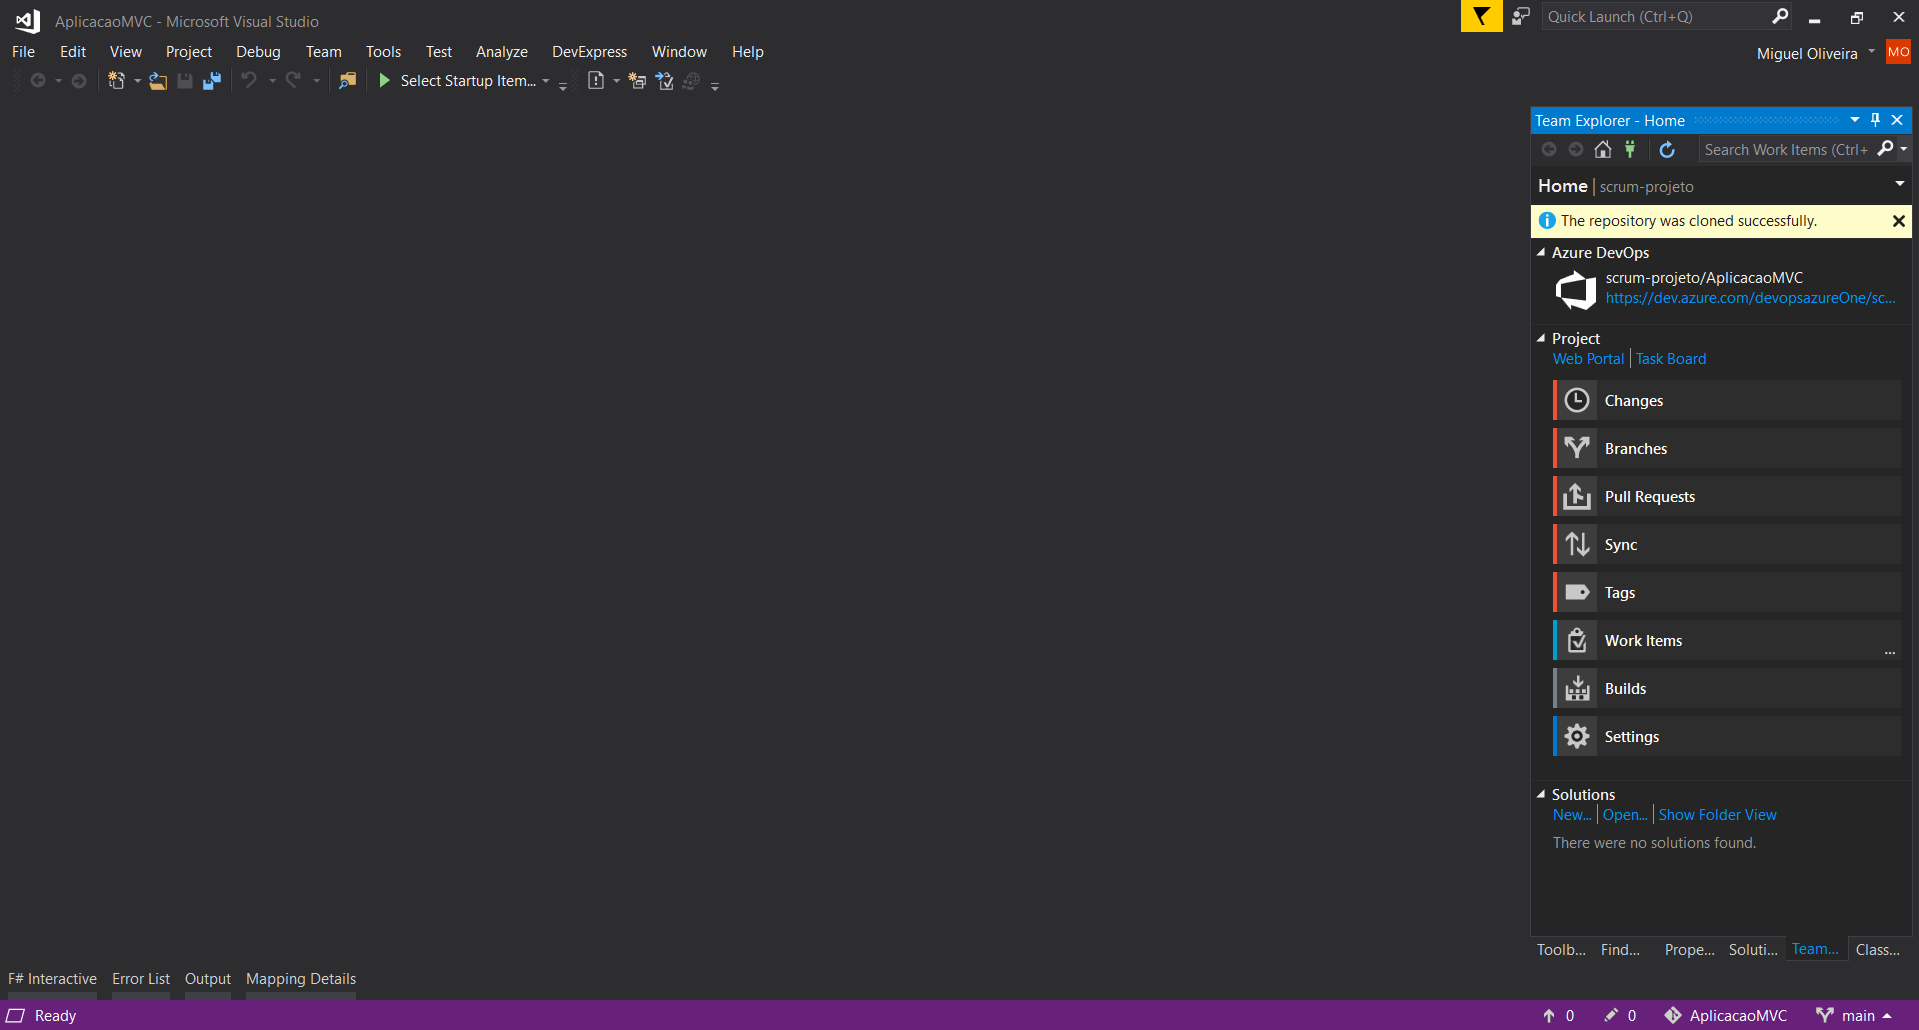 AplicacaoMVC - Microsoft Visual Studio
Quick Launch (Ctrl+Q)
File Edit View Project Debug Team Tools Test Analyze DevExpress Window Help
Miguel Oliveira MO
Select Startup Item...
Team Explorer - Home
Search Work Items (Ctrl+
Home | scrum-projeto
The repository was cloned successfully.
Azure DevOps
scrum-projeto/AplicacaoMVC
https://dev.azure.com/devopsazureOne/sc...
Project
Web Portal | Task Board
Changes
Branches
Pull Requests
Sync
Tags
Work Items
...
Builds
Settings
Solutions
New... | Open... | Show Folder View
There were no solutions found.
Toolb... Find... Prope... Soluti... Team... Class...
F# Interactive Error List Output Mapping Details
Ready 0 0 AplicacaoMVC main